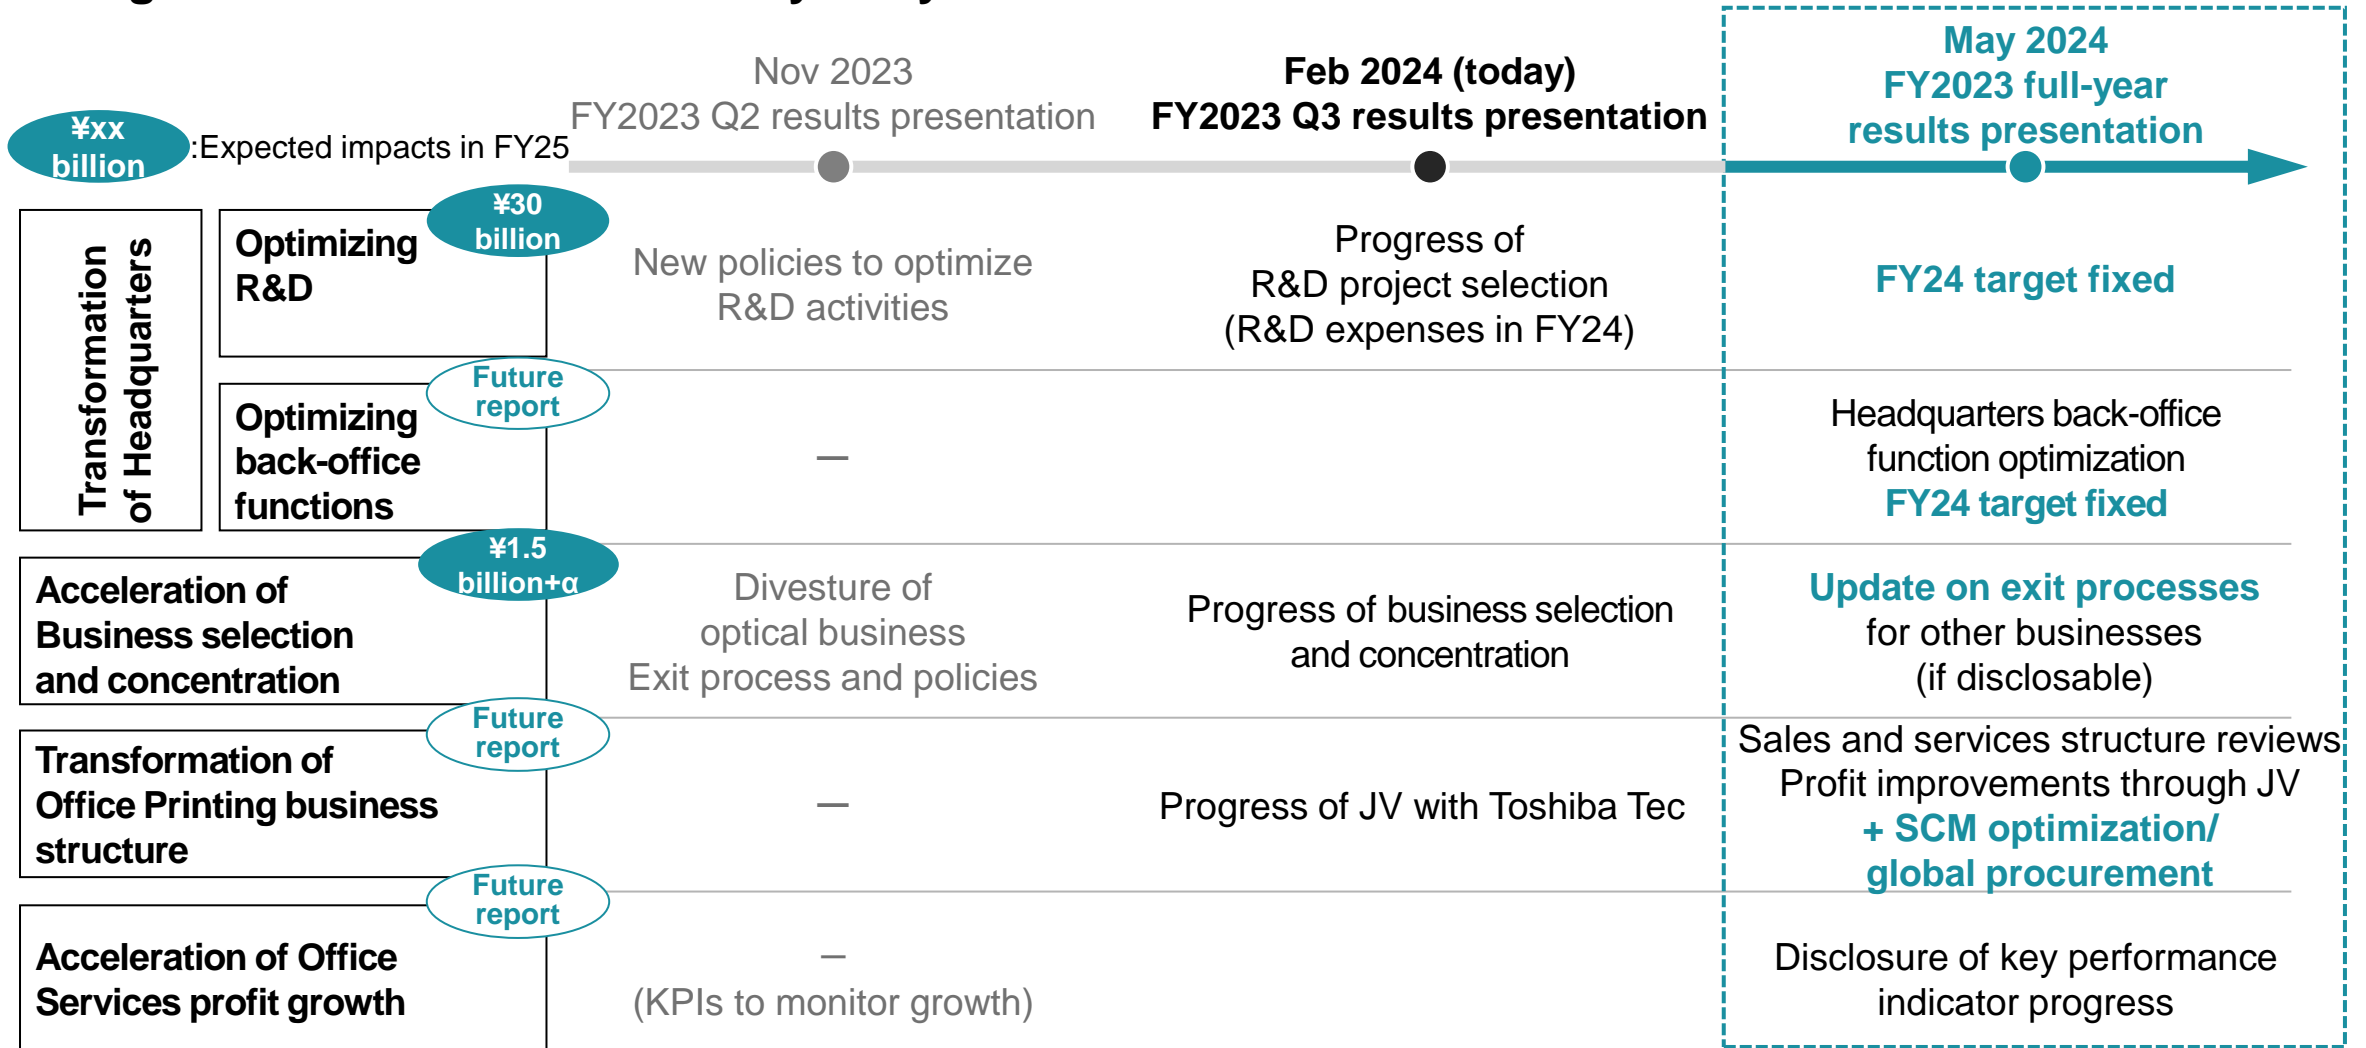 ¥xx
billion
:Expected impacts in FY25
Nov 2023
FY2023 Q2 results presentation
Feb 2024 (today)
FY2023 Q3 results presentation
May 2024
FY2023 full-year
results presentation
Transformation
of Headquarters
Optimizing
R&D
¥30
billion
New policies to optimize
R&D activities
Progress of
R&D project selection
(R&D expenses in FY24)
FY24 target fixed
Optimizing
back-office
functions
Future
report
—
Headquarters back-office
function optimization
FY24 target fixed
Acceleration of
Business selection
and concentration
¥1.5
billion+α
Divesture of
optical business
Exit process and policies
Progress of business selection
and concentration
Update on exit processes
for other businesses
(if disclosable)
Transformation of
Office Printing business
structure
Future
report
—
Progress of JV with Toshiba Tec
Sales and services structure reviews
Profit improvements through JV
+ SCM optimization/
global procurement
Acceleration of Office
Services profit growth
Future
report
–
(KPIs to monitor growth)
Disclosure of key performance
indicator progress